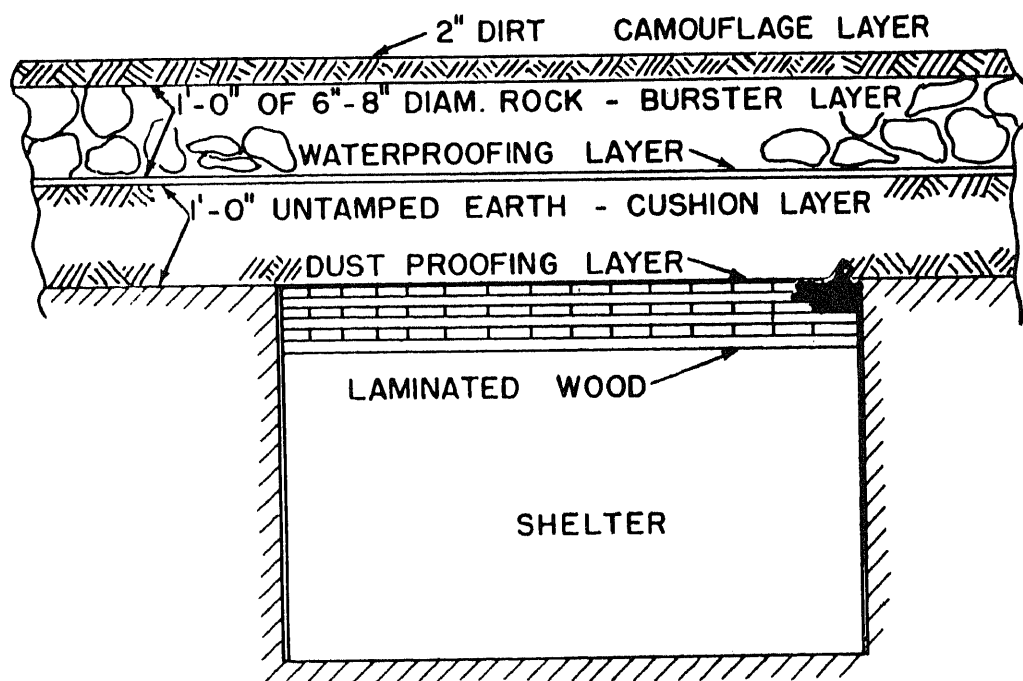 2" DIRT CAMOUFLAGE LAYER
1'-0" OF 6"-8" DIAM. ROCK - BURSTER LAYER
WATERPROOFING LAYER
1'-0" UNTAMPED EARTH - CUSHION LAYER
DUST PROOFING LAYER
LAMINATED WOOD
SHELTER